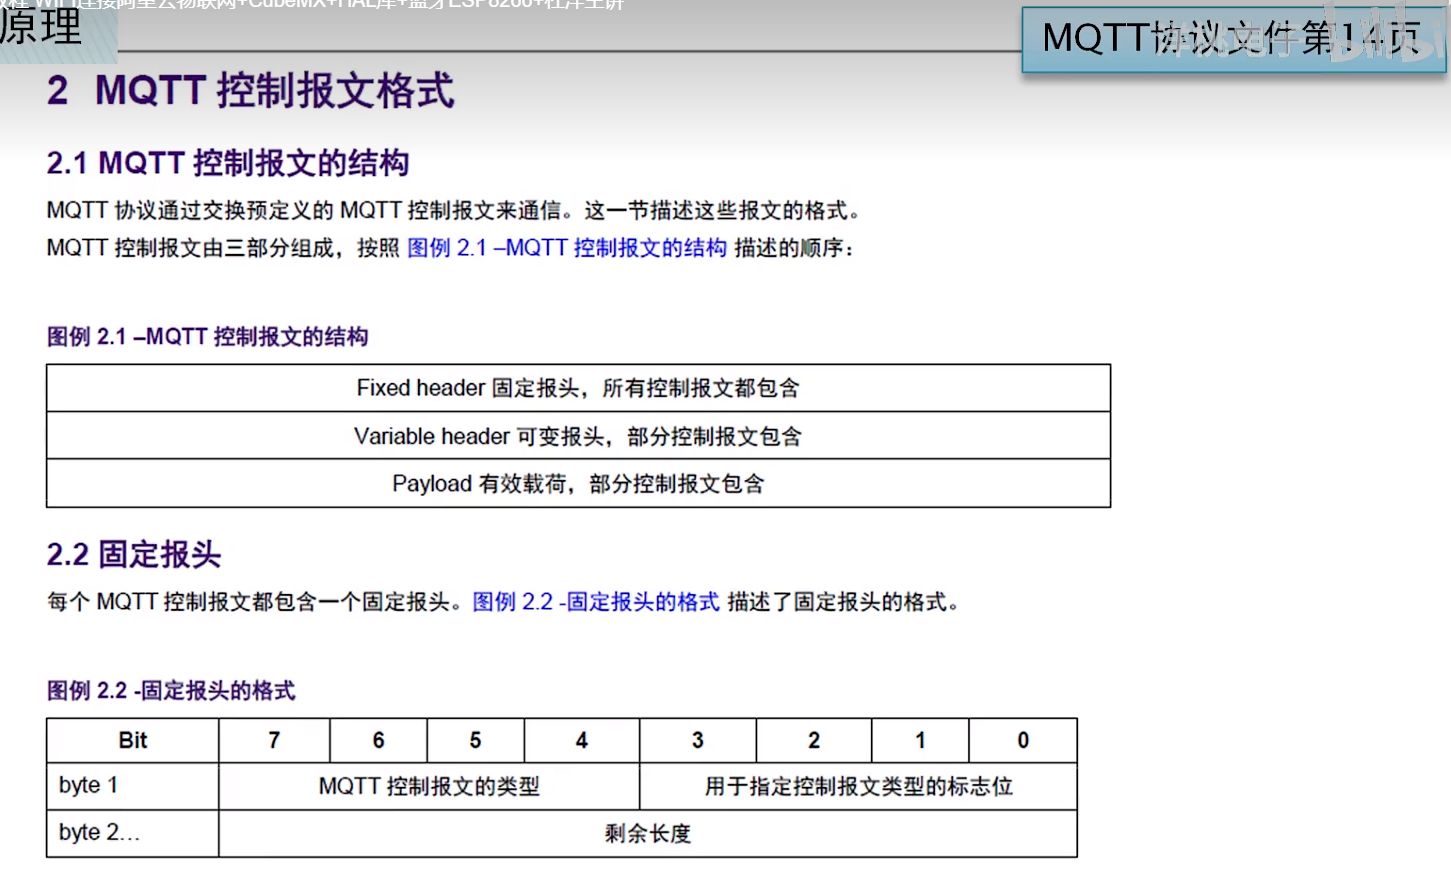 WIFI连接阿里云物联网+CubeMX+HAL库+蓝牙ESP8266+杜洋主讲
原理
MQTT协议文件第14页
2 MQTT 控制报文格式
2.1 MQTT 控制报文的结构
MQTT 协议通过交换预定义的 MQTT 控制报文来通信。这一节描述这些报文的格式。
MQTT 控制报文由三部分组成，按照 图例 2.1 –MQTT 控制报文的结构 描述的顺序：
图例 2.1 –MQTT 控制报文的结构
Fixed header 固定报头，所有控制报文都包含
Variable header 可变报头，部分控制报文包含
Payload 有效载荷，部分控制报文包含
2.2 固定报头
每个 MQTT 控制报文都包含一个固定报头。图例 2.2 -固定报头的格式 描述了固定报头的格式。
图例 2.2 -固定报头的格式
Bit 7 6 5 4 3 2 1 0
byte 1 MQTT 控制报文的类型 用于指定控制报文类型的标志位
byte 2... 剩余长度